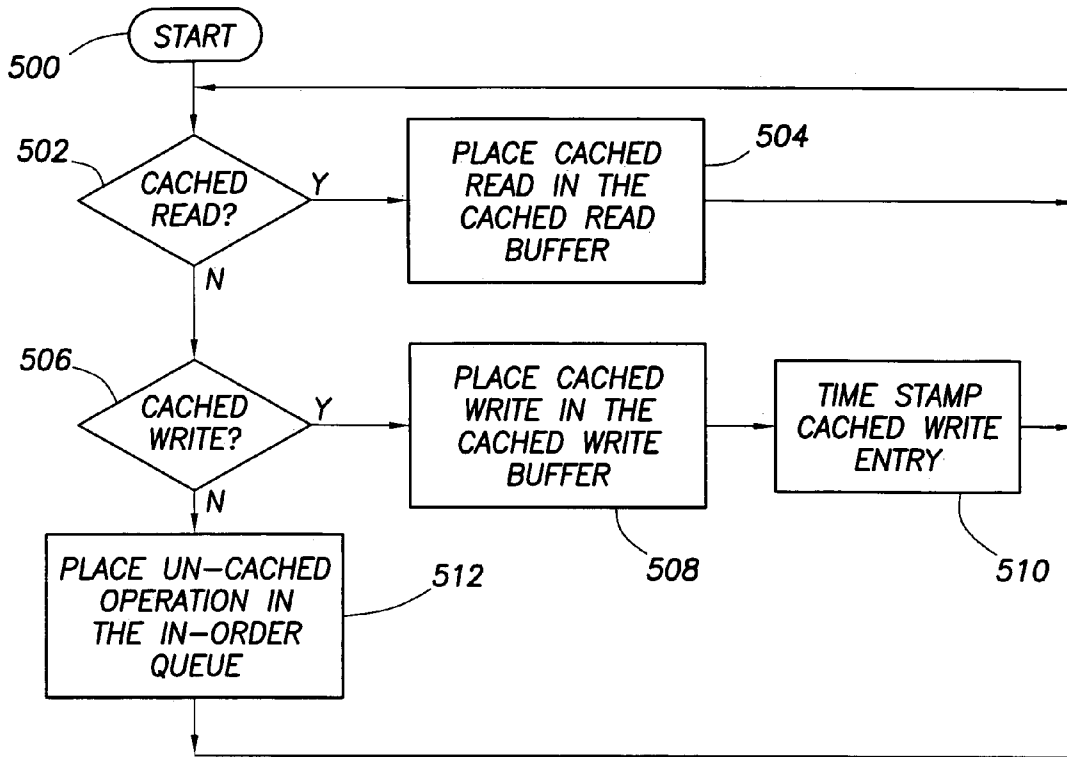 START
500
502
CACHED
READ?
Y
N
PLACE CACHED
READ IN THE
CACHED READ
BUFFER
504
506
CACHED
WRITE?
Y
N
PLACE CACHED
WRITE IN THE
CACHED WRITE
BUFFER
508
TIME STAMP
CACHED WRITE
ENTRY
510
PLACE UN-CACHED
OPERATION IN
THE IN-ORDER
QUEUE
512